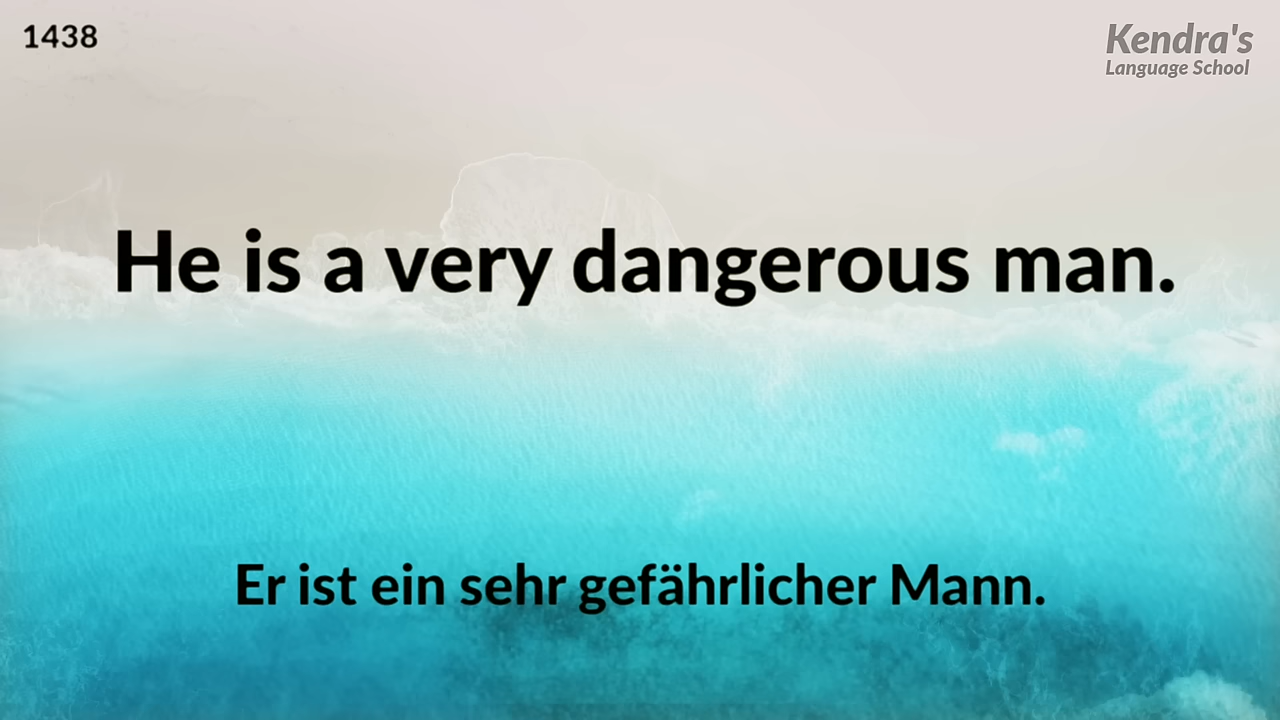 1438
Kendra's
Language School
He is a very dangerous man.
Er ist ein sehr gefährlicher Mann.